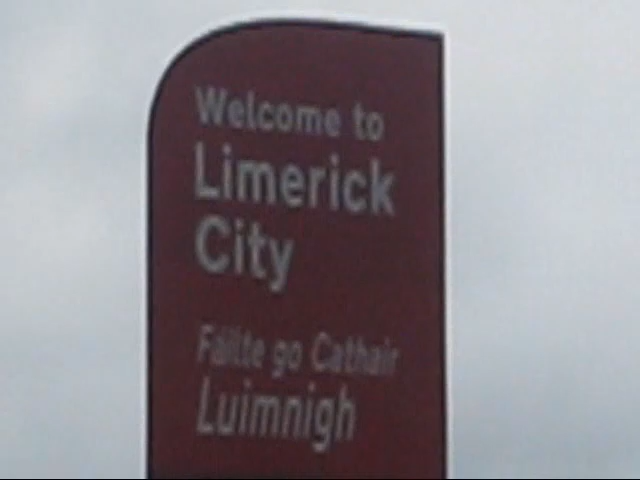 Welcome to
Limerick
City
Fáilte go Cathair
Luimnigh